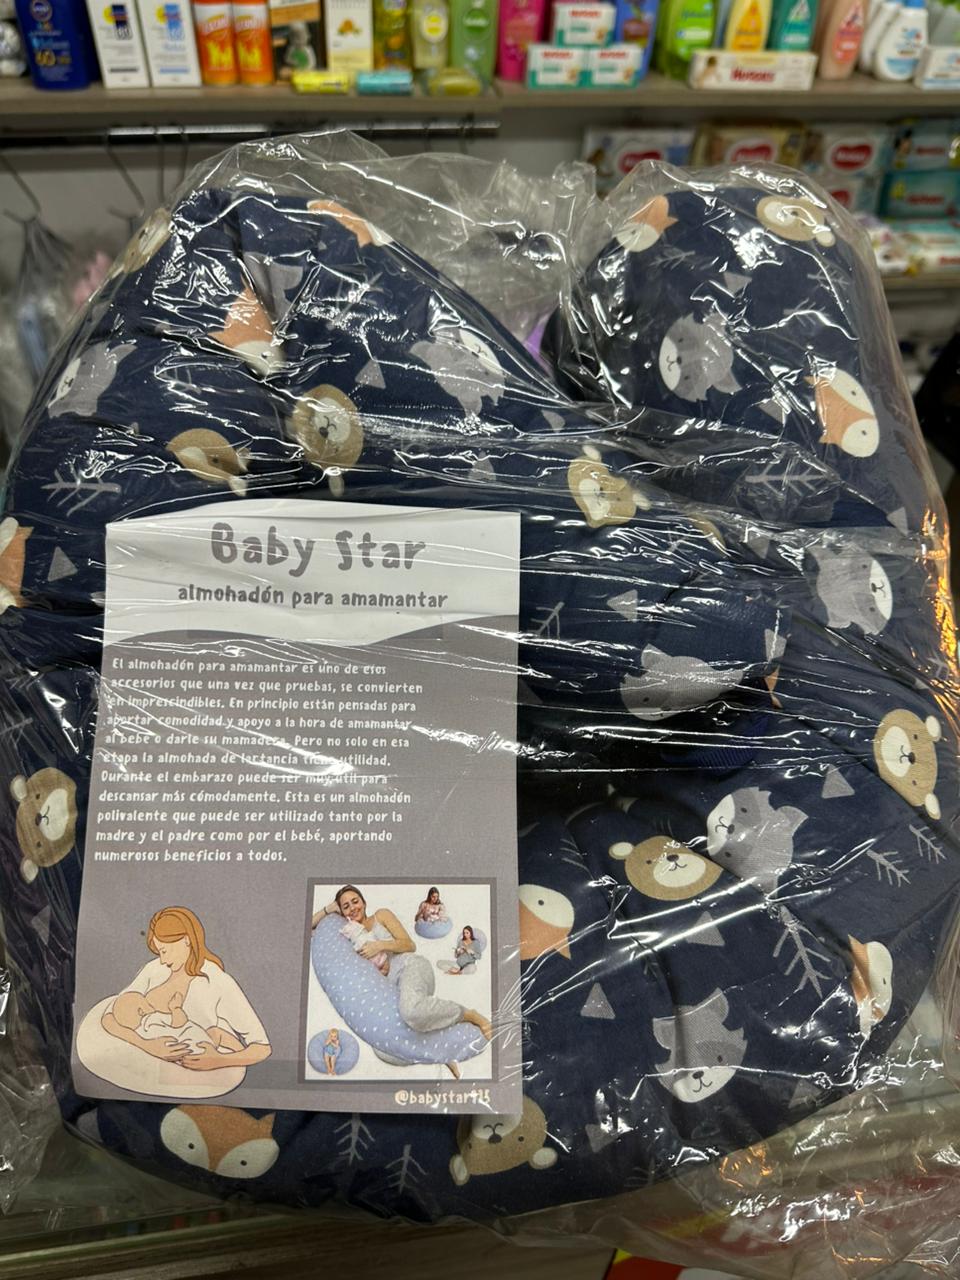 Baby Star
almohadón para amamantar
El almohadón para amamantar es uno de esos
accesorios que una vez que pruebas, se convierten
en imprescindibles. En principio están pensadas para
aportar comodidad y apoyo a la hora de amamantar
al bebé o darle su mamadera. Pero no solo en esa
etapa la almohada de lactancia tiene utilidad.
Durante el embarazo puede ser muy útil para
descansar más cómodamente. Esta es un almohadón
polivalente que puede ser utilizado tanto por la
madre y el padre como por el bebé, aportando
numerosos beneficios a todos.
@babystar915
HUGGIES